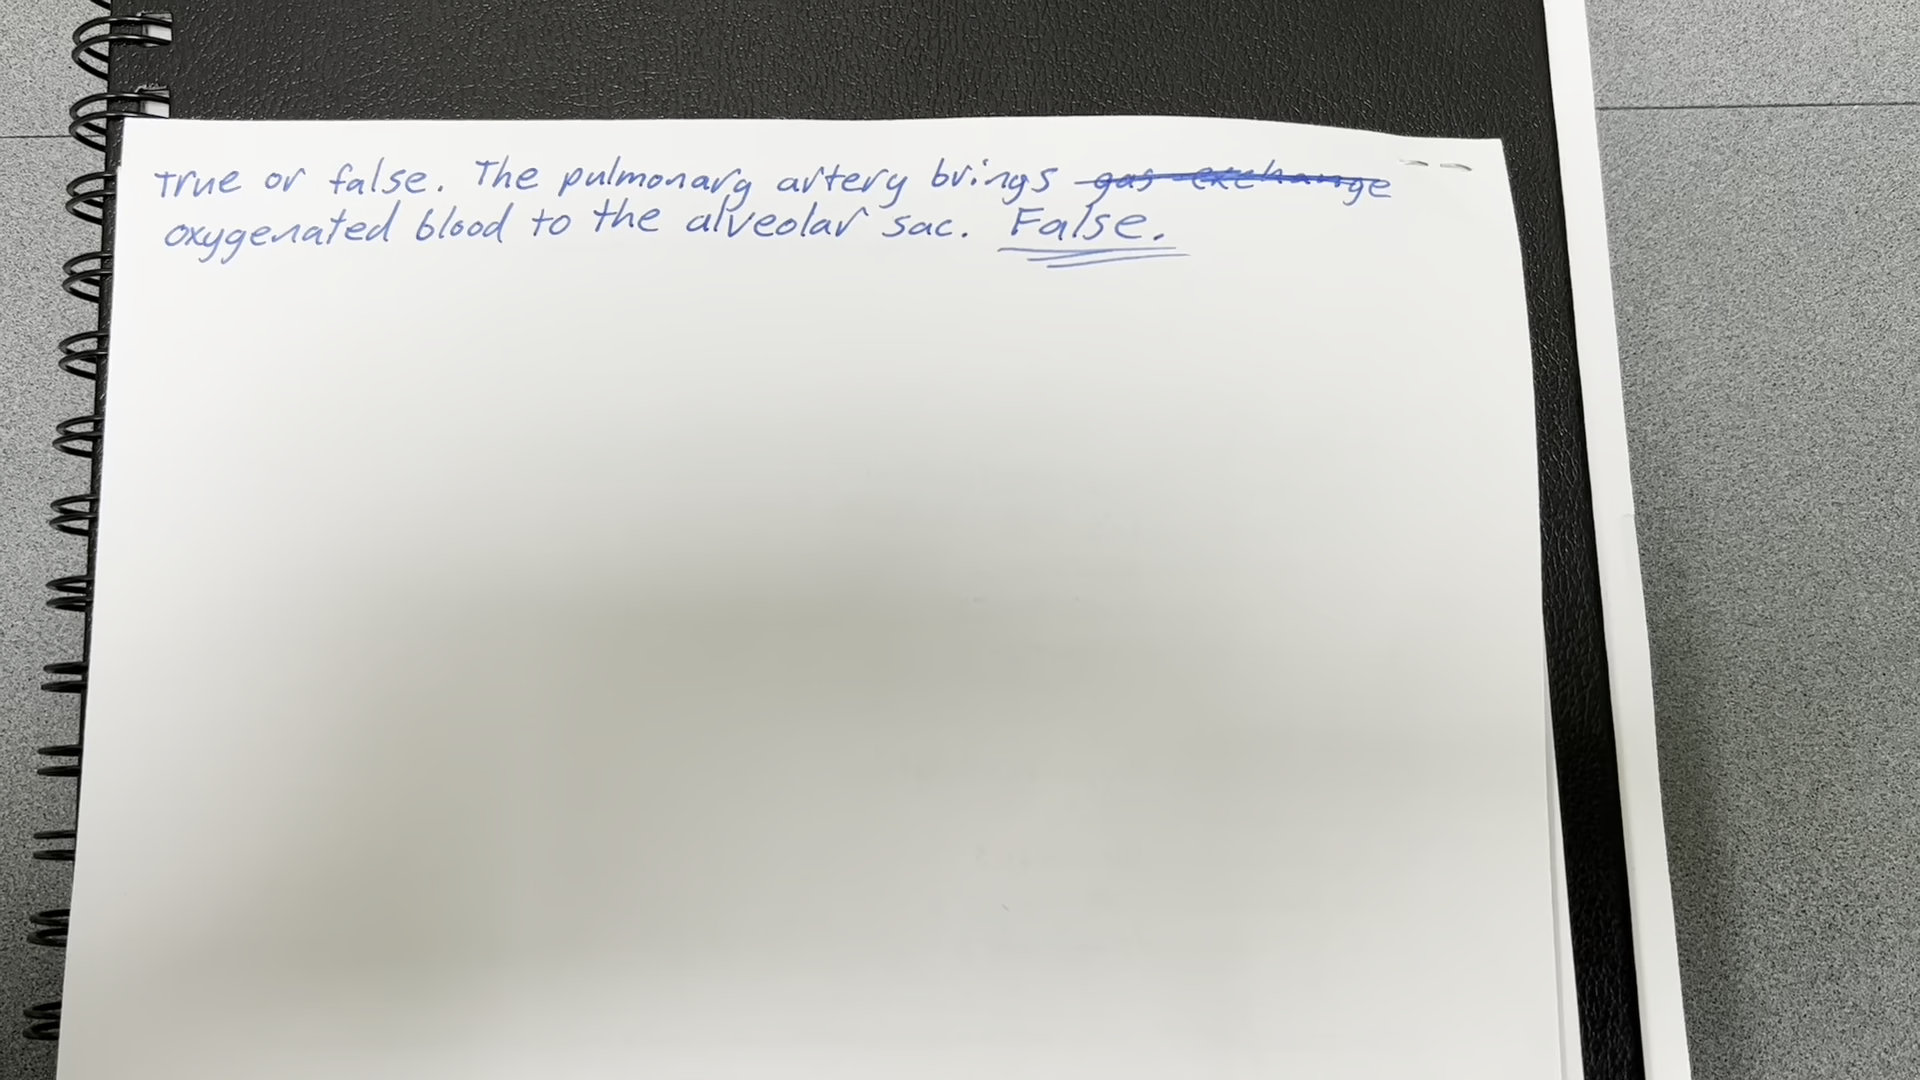 True or false. The pulmonary artery brings gas exchange
oxygenated blood to the alveolar sac. False.